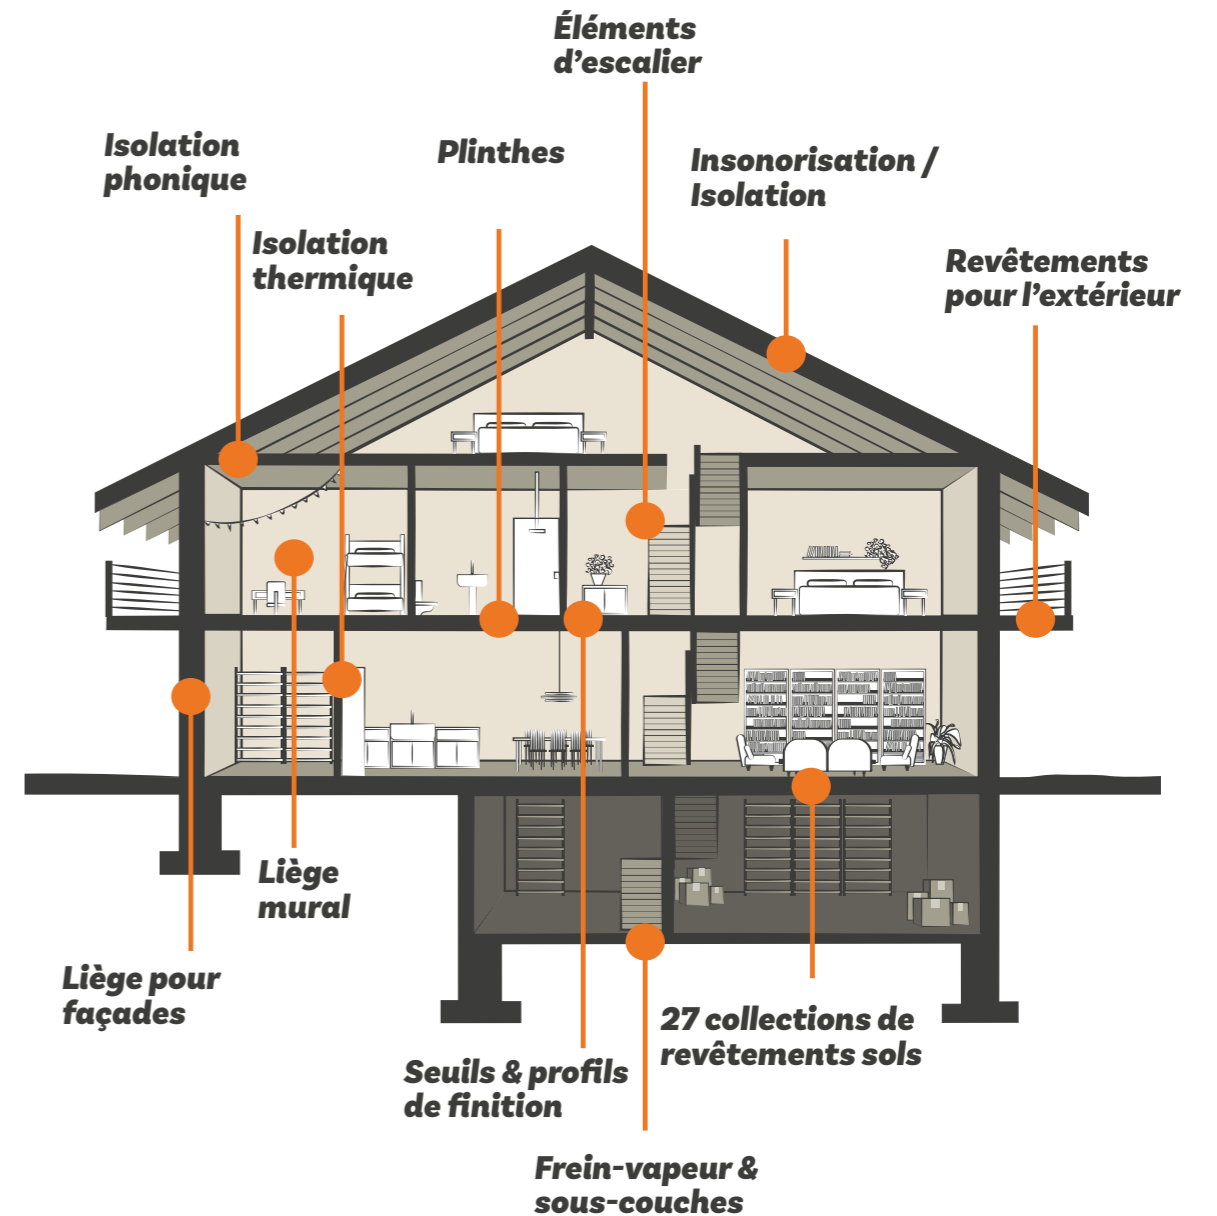 Éléments
d’escalier
Isolation
phonique
Plinthes
Insonorisation /
Isolation
Isolation
thermique
Revêtements
pour l’extérieur
Liège
mural
Liège pour
façades
27 collections de
revêtements sols
Seuils & profils
de finition
Frein-vapeur &
sous-couches